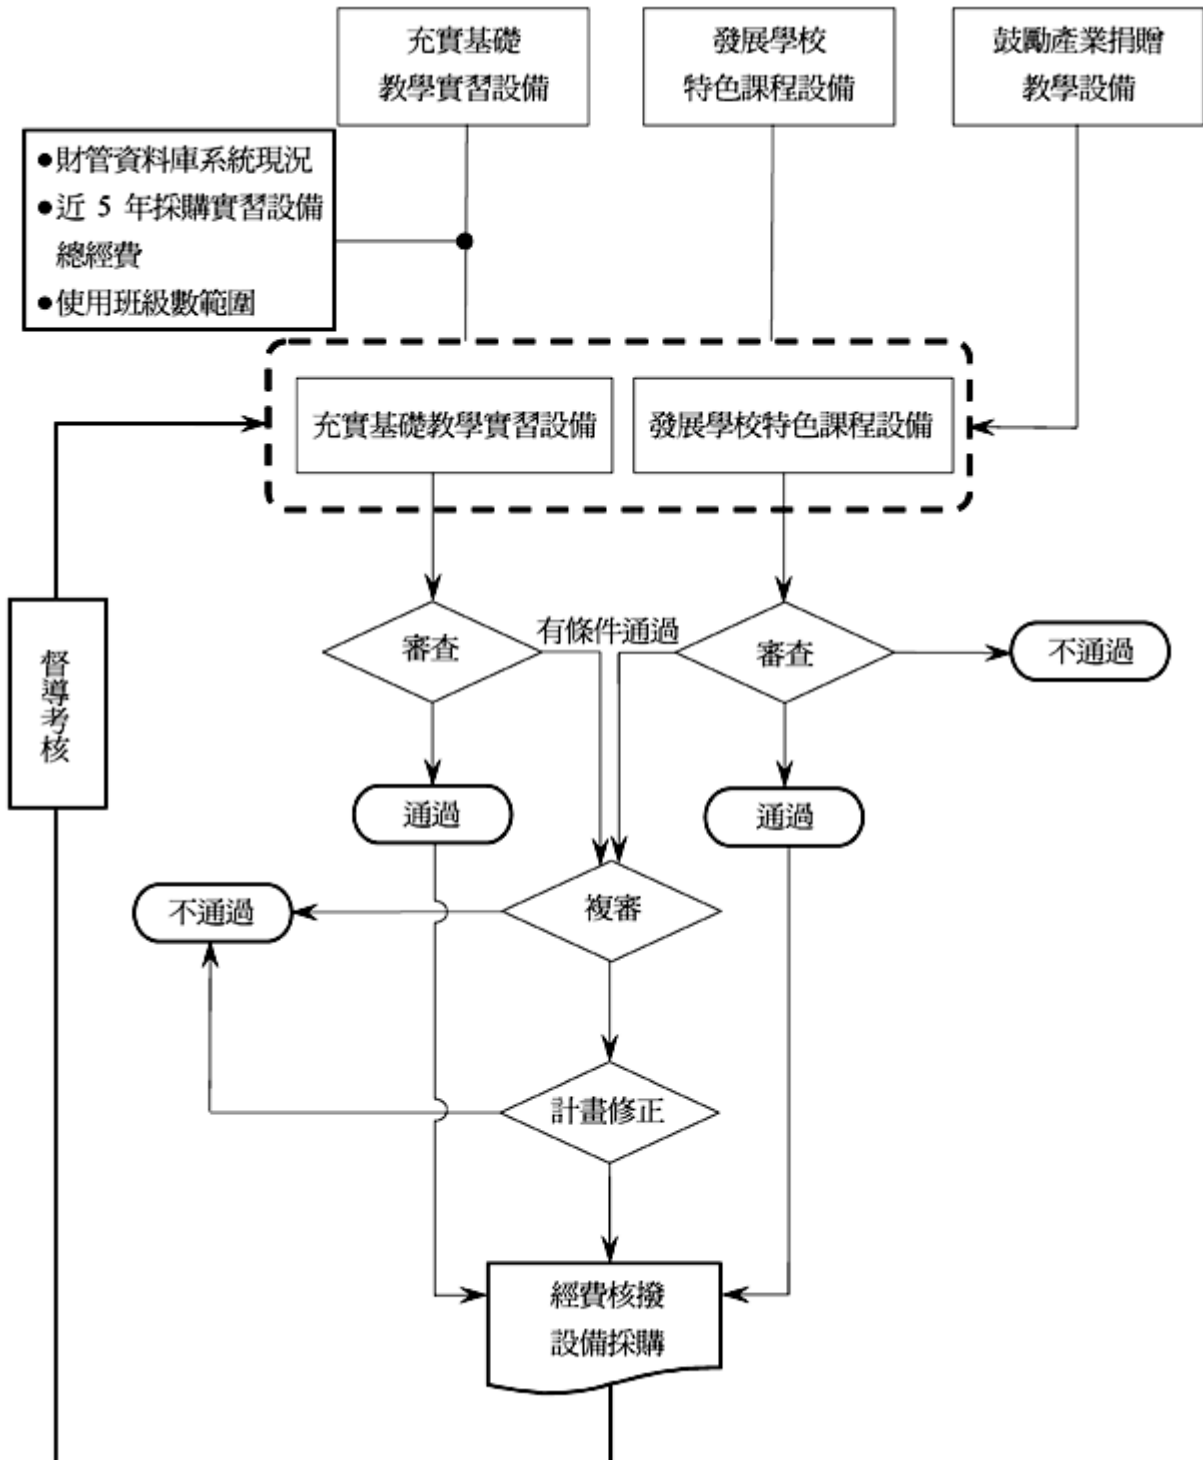 充實基礎
教學實習設備
發展學校
特色課程設備
鼓勵產業捐贈
教學設備
●財管資料庫系統現況
●近 5 年採購實習設備
總經費
●使用班級數範圍
充實基礎教學實習設備
發展學校特色課程設備
審查
有條件通過
審查
不通過
督導考核
通過
通過
不通過
複審
計畫修正
經費核撥
設備採購